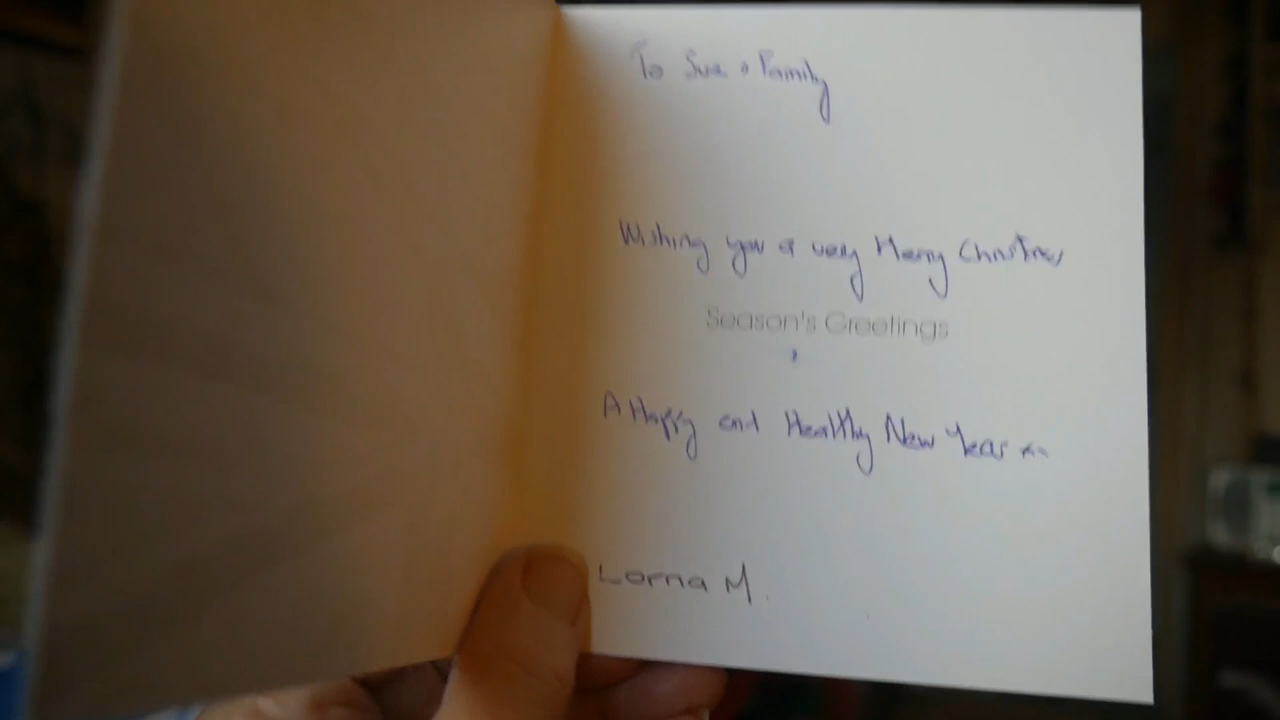 To Sue & Family
Wishing you a very Merry Christmas
Season's Greetings
A Happy and Healthy New Year xx
Lorna M.